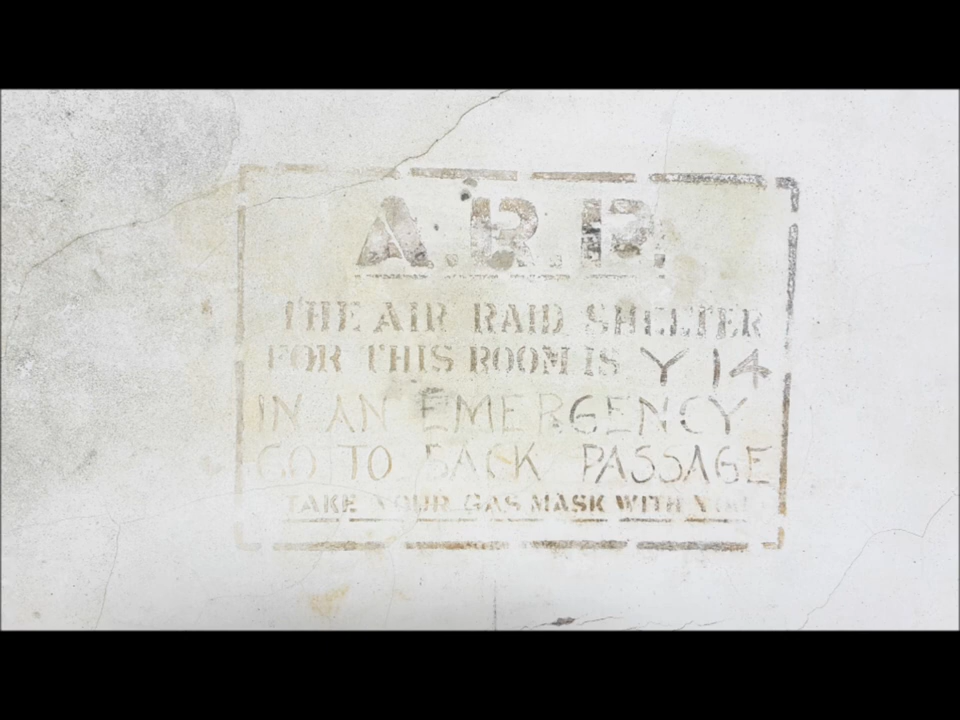 A.R.P.
THE AIR RAID SHELTER
FOR THIS ROOM IS Y 14
IN AN EMERGENCY
GO TO BACK PASSAGE
TAKE YOUR GAS MASK WITH YOU